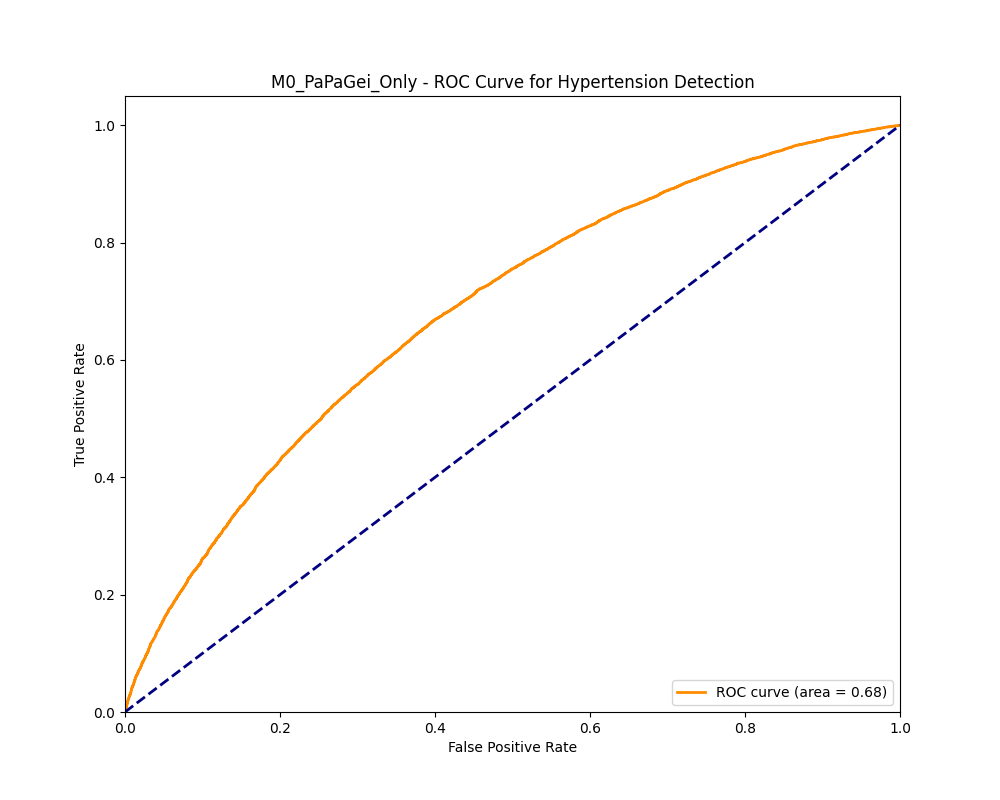 M0_PaPaGei_Only - ROC Curve for Hypertension Detection
True Positive Rate
1.0
0.8
0.6
0.4
0.2
0.0
0.0 0.2 0.4 0.6 0.8 1.0
False Positive Rate
ROC curve (area = 0.68)